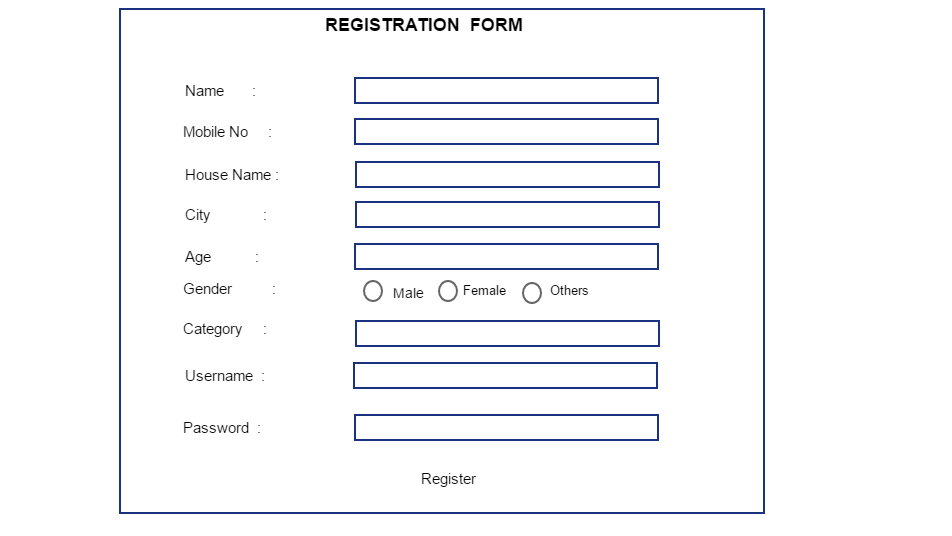 REGISTRATION FORM
Name :
Mobile No :
House Name :
City :
Age :
Gender : Male Female Others
Category :
Username :
Password :
Register